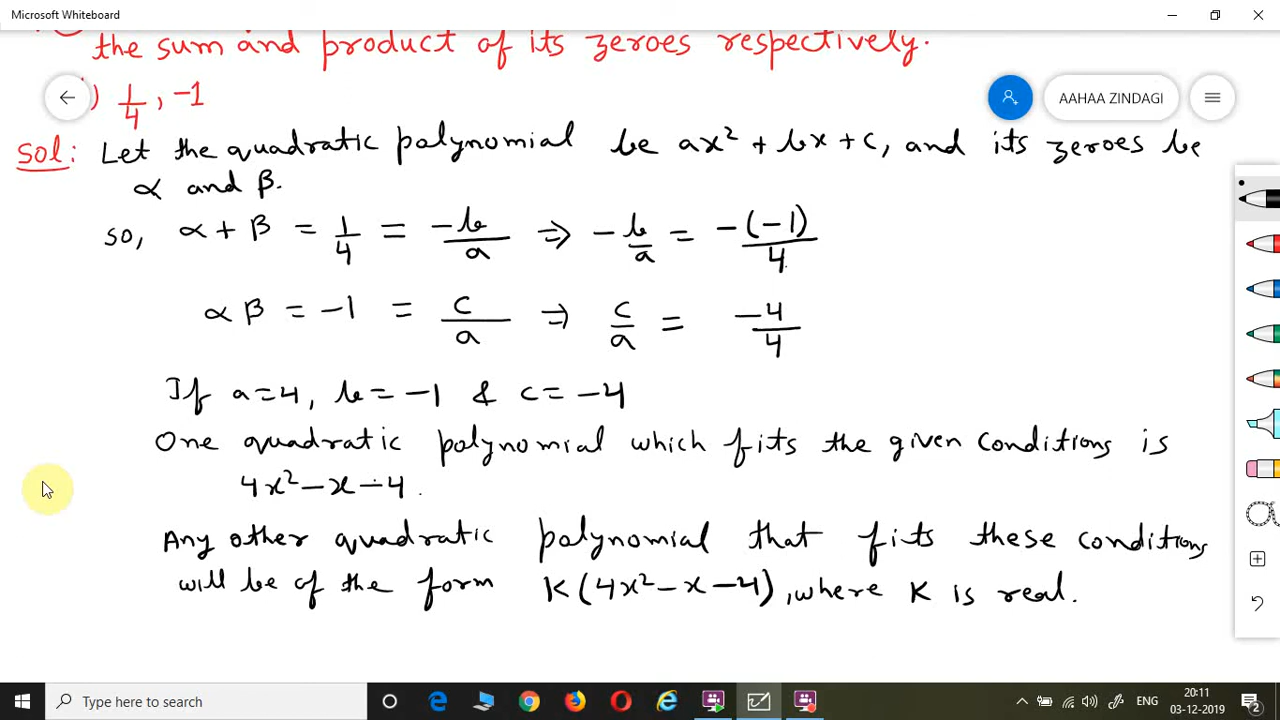 Microsoft Whiteboard
the sum and product of its zeroes respectively.
) 1/4, -1
AAHAA ZINDAGI
Sol: Let the quadratic polynomial be ax² + bx + c, and its zeroes be
α and β.
so, α + β = 1/4 = -b/a ⇒ -b/a = -(-1)/4
αβ = -1 = c/a ⇒ c/a = -4/4
If a=4, b= -1 & c= -4
One quadratic polynomial which fits the given conditions is
4x² - x - 4.
Any other quadratic polynomial that fits these conditions
will be of the form K(4x² - x - 4), where K is real.
Type here to search
ENG
20:11
03-12-2019
2